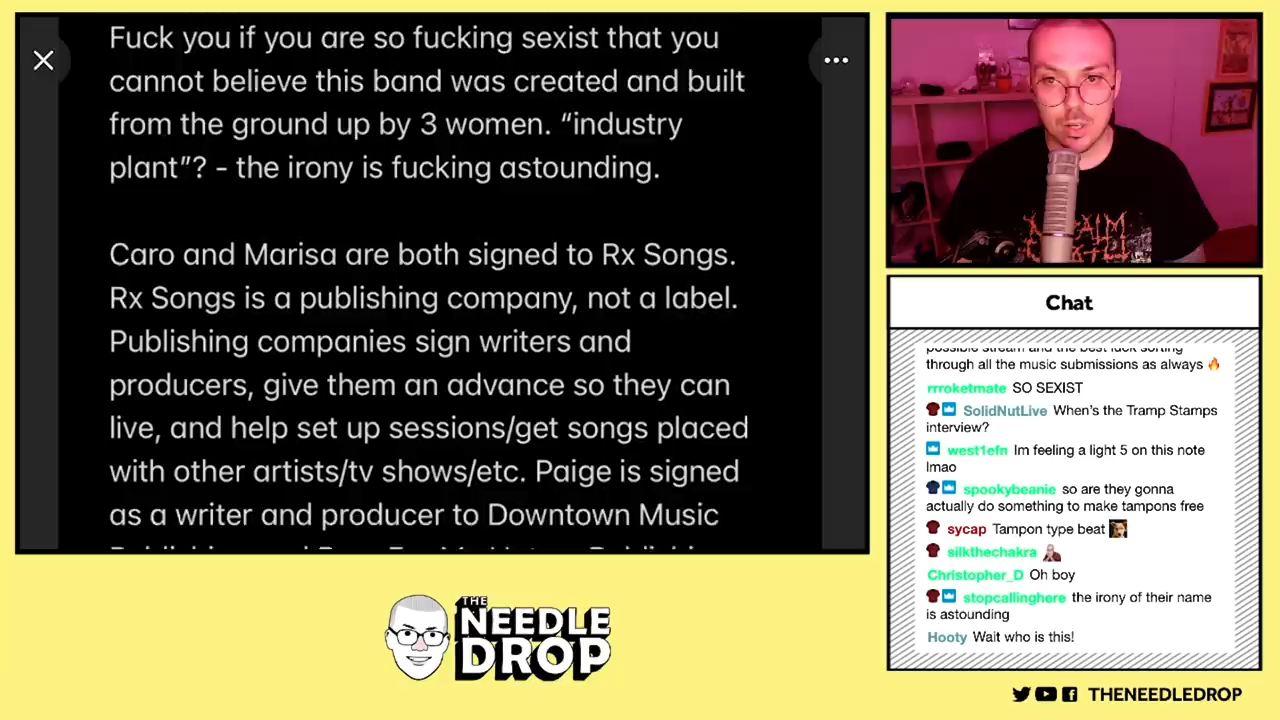 Fuck you if you are so fucking sexist that you
cannot believe this band was created and built
from the ground up by 3 women. “industry
plant”? - the irony is fucking astounding.
Caro and Marisa are both signed to Rx Songs.
Rx Songs is a publishing company, not a label.
Publishing companies sign writers and
producers, give them an advance so they can
live, and help set up sessions/get songs placed
with other artists/tv shows/etc. Paige is signed
as a writer and producer to Downtown Music
THE
NEEDLE
DROP
Chat
possible stream and the best luck sorting
through all the music submissions as always 🔥
rrroketmate SO SEXIST
SolidNutLive When’s the Tramp Stamps
interview?
west1efn Im feeling a light 5 on this note
lmao
spookybeanie so are they gonna
actually do something to make tampons free
sycap Tampon type beat
silkthechakra
Christopher_D Oh boy
stopcallinghere the irony of their name
is astounding
Hooty Wait who is this!
THENEEDLEDROP